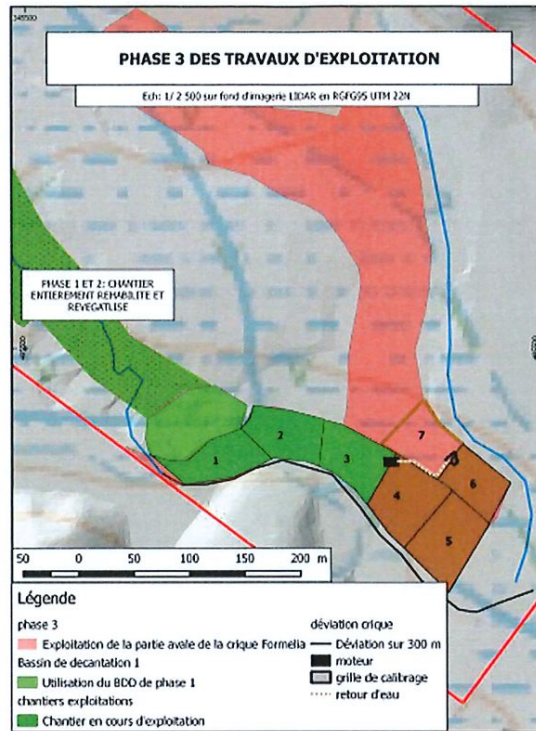 PHASE 3 DES TRAVAUX D'EXPLOITATION
Ech: 1/ 2 500 sur fond d'imagerie LIDAR en RGFG95 UTM 22N
PHASE 1 ET 2: CHANTIER
ENTIEREMENT REHABILITE ET
REVEGATLISE
1
2
3
4
5
6
7
50 0 50 100 150 200 m
Légende
phase 3
Exploitation de la partie avale de la crique Formelia
Bassin de decantation 1
Utilisation du BDD de phase 1
chantiers exploitations
Chantier en cours d'exploitation
déviation crique
Déviation sur 300 m
moteur
grille de calibrage
retour d'eau